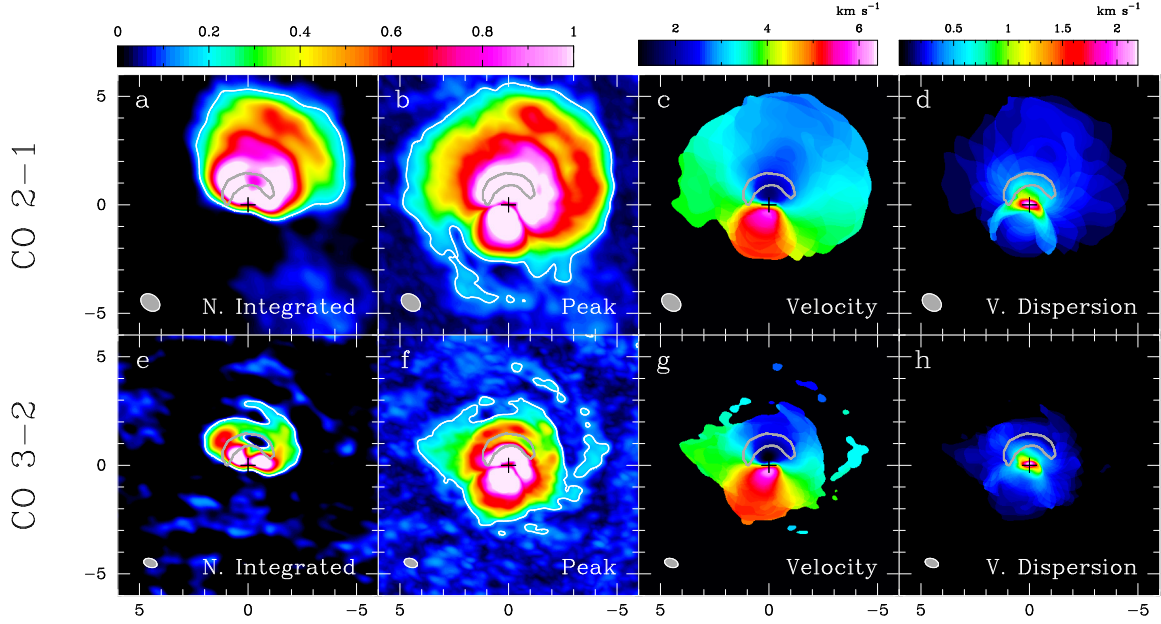 km s⁻¹ km s⁻¹
0 0.2 0.4 0.6 0.8 1 2 4 6 0.5 1 1.5 2
CO 2−1
a b c d
5
0
−5
N. Integrated Peak Velocity V. Dispersion
CO 3−2
e f g h
5
0
−5
N. Integrated Peak Velocity V. Dispersion
5 0 −5 5 0 −5 5 0 −5 5 0 −5